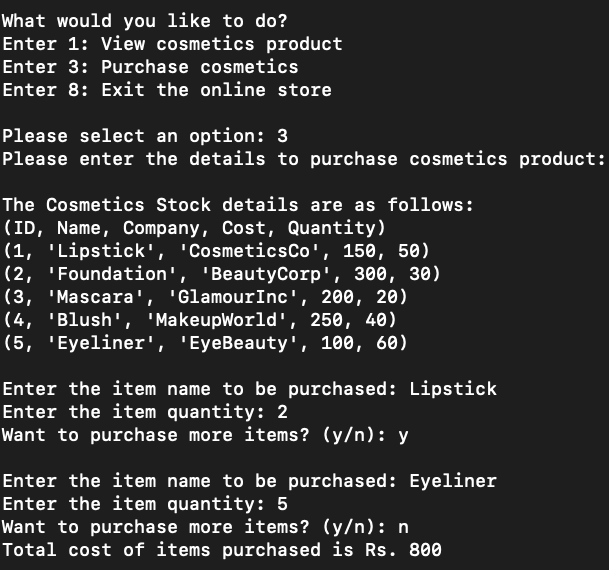 What would you like to do?
Enter 1: View cosmetics product
Enter 3: Purchase cosmetics
Enter 8: Exit the online store
Please select an option: 3
Please enter the details to purchase cosmetics product:
The Cosmetics Stock details are as follows:
(ID, Name, Company, Cost, Quantity)
(1, 'Lipstick', 'CosmeticsCo', 150, 50)
(2, 'Foundation', 'BeautyCorp', 300, 30)
(3, 'Mascara', 'GlamourInc', 200, 20)
(4, 'Blush', 'MakeupWorld', 250, 40)
(5, 'Eyeliner', 'EyeBeauty', 100, 60)
Enter the item name to be purchased: Lipstick
Enter the item quantity: 2
Want to purchase more items? (y/n): y
Enter the item name to be purchased: Eyeliner
Enter the item quantity: 5
Want to purchase more items? (y/n): n
Total cost of items purchased is Rs. 800